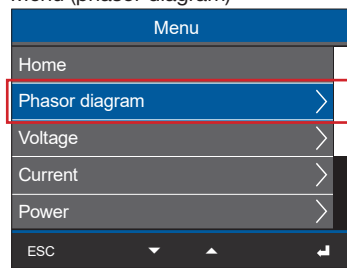 Menu (phasor diagram)
Menu
Home
Phasor diagram
Voltage
Current
Power
ESC